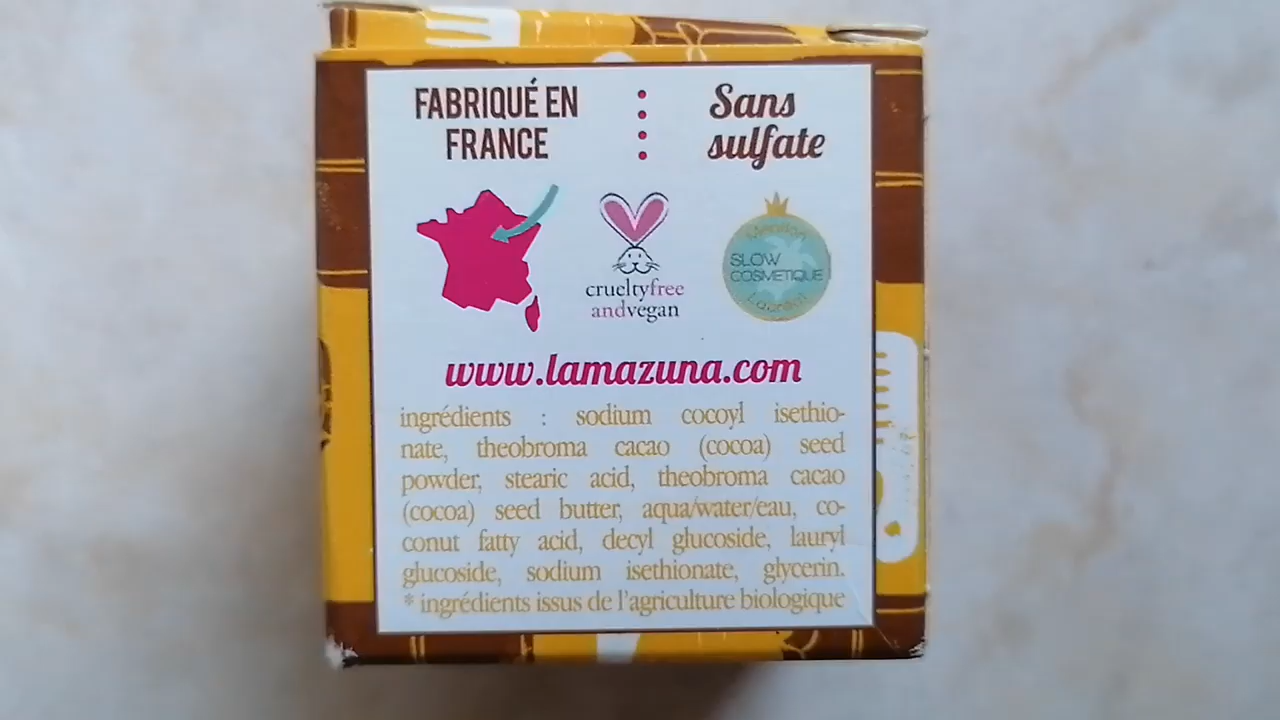 FABRIQUÉ EN
FRANCE
Sans
sulfate
crueltyfree
andvegan
Mention
SLOW
COSMETIQUE
www.lamazuna.com
ingrédients : sodium cocoyl isethio-
nate, theobroma cacao (cocoa) seed
powder, stearic acid, theobroma cacao
(cocoa) seed butter, aqua/water/eau, co-
conut fatty acid, decyl glucoside, lauryl
glucoside, sodium isethionate, glycerin.
* ingrédients issus de l'agriculture biologique